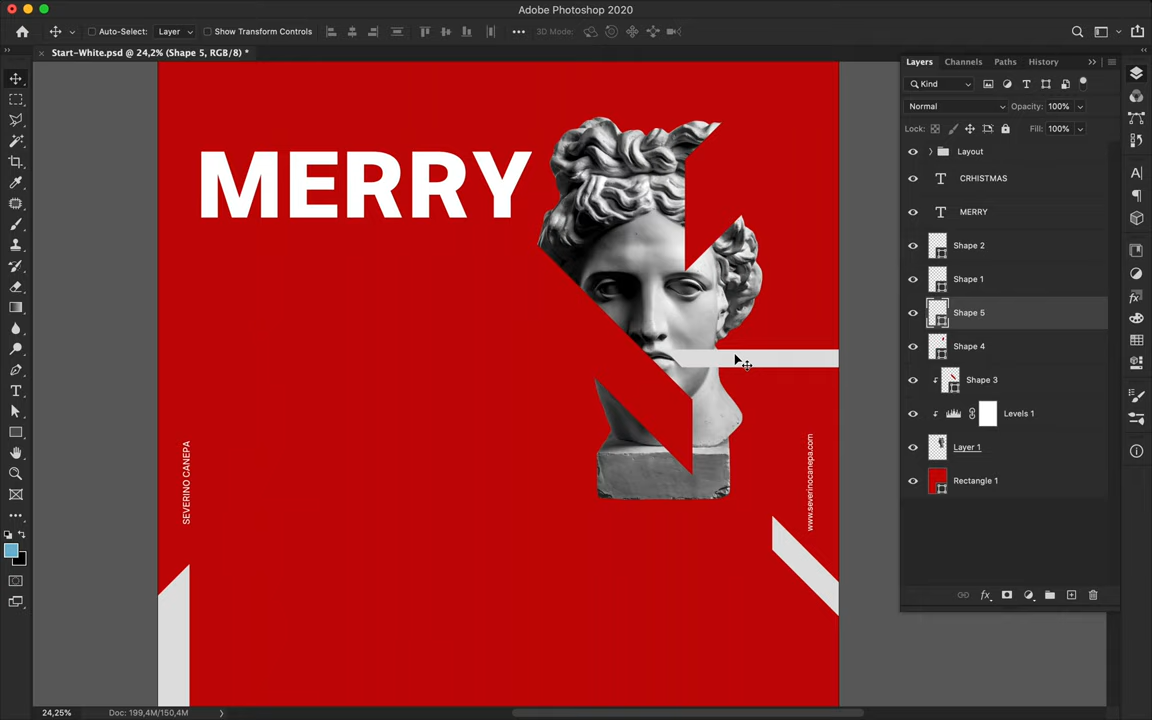 Adobe Photoshop 2020
Auto-Select:
Layer
Show Transform Controls
3D Mode:
Start-White.psd @ 24,2% (Shape 5, RGB/8) *
MERRY
SEVERINO CANEPA
www.severinocanepa.com
Layers
Channels
Paths
History
Kind
Normal
Opacity: 100%
Lock:
Fill: 100%
Layout
CRHISTMAS
MERRY
Shape 2
Shape 1
Shape 5
Shape 4
Shape 3
Levels 1
Layer 1
Rectangle 1
24,25%
Doc: 199,4M/150,4M